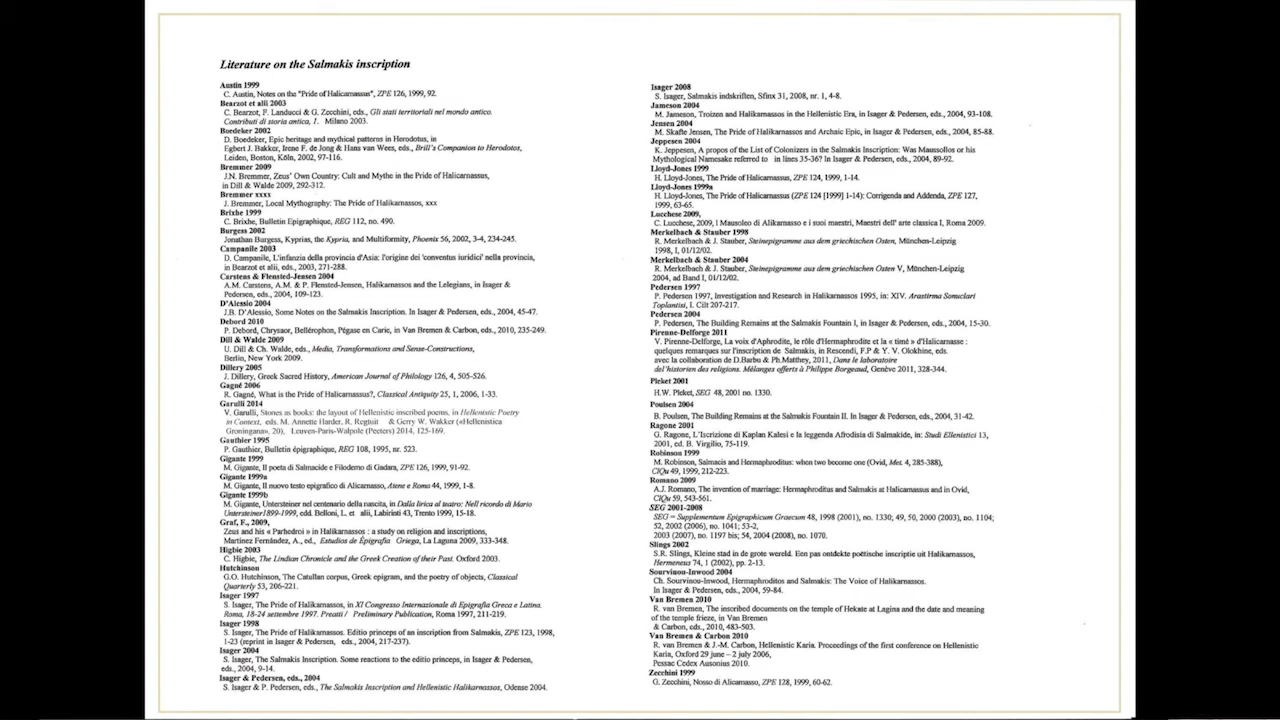 Literature on the Salmakis inscription
Austin 1999
C. Austin, Notes on the "Pride of Halicarnassus", ZPE 126, 1999, 92.
Bearzot et alii 2003
C. Bearzot, F. Landucci & G. Zecchini, eds., Gli stati territoriali nel mondo antico.
Contributi di storia antica, 1. Milano 2003.
Boedeker 2002
D. Boedeker, Epic heritage and mythical patterns in Herodotus, in
Egbert J. Bakker, Irene F. de Jong & Hans van Wees, eds., Brill's Companion to Herodotos,
Leiden, Boston, Köln, 2002, 97-116.
Bremmer 2009
J.N. Bremmer, Zeus' Own Country: Cult and Mythe in the Pride of Halicarnassus,
in Dill & Walde 2009, 292-312.
Bremmer xxxx
J. Bremmer, Local Mythography: The Pride of Halikarnassos, xxx
Brixhe 1999
C. Brixhe, Bulletin Epigraphique, REG 112, no. 490.
Burgess 2002
Jonathan Burgess, Kyprias, the Kypria, and Multiformity, Phoenix 56, 2002, 3-4, 234-245.
Campanile 2003
D. Campanile, L'infanzia della provincia d'Asia: l'origine dei 'conventus iuridici' nella provincia,
in Bearzot et alii, eds., 2003, 271-288.
Carstens & Flensted-Jensen 2004
A.M. Carstens, A.M. & P. Flensted-Jensen, Halikarnassos and the Lelegians, in Isager &
Pedersen, eds., 2004, 109-123.
D'Alessio 2004
J.B. D'Alessio, Some Notes on the Salmakis Inscription. In Isager & Pedersen, eds., 2004, 45-47.
Debord 2010
P. Debord, Chrysaor, Bellérophon, Pégase en Carie, in Van Bremen & Carbon, eds., 2010, 235-249.
Dill & Walde 2009
U. Dill & Ch. Walde, eds., Media, Transformations and Sense-Constructions,
Berlin, New York 2009.
Dillery 2005
J. Dillery, Greek Sacred History, American Journal of Philology 126, 4, 505-526.
Gagné 2006
R. Gagné, What is the Pride of Halicarnassus?, Classical Antiquity 25, 1, 2006, 1-33.
Garulli 2014
V. Garulli, Stones as books: the layout of Hellenistic inscribed poems, in Hellenistic Poetry
in Context, eds. M. Annette Harder, R. Regtuit & Gerry W. Wakker («Hellenistica
Groningana», 20), Leuven-Paris-Walpole (Peeters) 2014, 125-169.
Gauthier 1995
P. Gauthier, Bulletin épigraphique, REG 108, 1995, nr. 523.
Gigante 1999
M. Gigante, Il poeta di Salmacide e Filodemo di Gadara, ZPE 126, 1999, 91-92.
Gigante 1999a
M. Gigante, Il nuovo testo epigrafico di Alicarnasso, Atene e Roma 44, 1999, 1-8.
Gigante 1999b
M. Gigante, Untersteiner nel centenario della nascita, in Dalla lirica al teatro: Nell ricordo di Mario
Untersteiner1899-1999, edd. Belloni, L. et alii, Labirinti 43, Trento 1999, 15-18.
Graf, F., 2009,
Zeus and his « Parhedroi » in Halikarnassos : a study on religion and inscriptions,
Martínez Fernández, A., ed., Estudios de Épigrafía Griega, La Laguna 2009, 333-348.
Higbie 2003
C. Higbie, The Lindian Chronicle and the Greek Creation of their Past. Oxford 2003.
Hutchinson
G.O. Hutchinson, The Catullan corpus, Greek epigram, and the poetry of objects, Classical
Quarterly 53, 206-221.
Isager 1997
S. Isager, The Pride of Halikarnassos, in XI Congresso Internazionale di Epigrafia Greca e Latina.
Roma, 18-24 settembre 1997. Preatti / Preliminary Publication, Roma 1997, 211-219.
Isager 1998
S. Isager, The Pride of Halikarnassos. Editio princeps of an inscription from Salmakis, ZPE 123, 1998,
1-23 (reprint in Isager & Pedersen, eds., 2004, 217-237).
Isager 2004
S. Isager, The Salmakis Inscription. Some reactions to the editio princeps, in Isager & Pedersen,
eds., 2004, 9-14.
Isager & Pedersen, eds., 2004
S. Isager & P. Pedersen, eds., The Salmakis Inscription and Hellenistic Halikarnassos, Odense 2004.
Isager 2008
S. Isager, Salmakis indskriften, Sfinx 31, 2008, nr. 1, 4-8.
Jameson 2004
M. Jameson, Troizen and Halikarnassos in the Hellenistic Era, in Isager & Pedersen, eds., 2004, 93-108.
Jensen 2004
M. Skafte Jensen, The Pride of Halikarnassos and Archaic Epic, in Isager & Pedersen, eds., 2004, 85-88.
Jeppesen 2004
K. Jeppesen, A propos of the List of Colonizers in the Salmakis Inscription: Was Maussollos or his
Mythological Namesake referred to in lines 35-36? In Isager & Pedersen, eds., 2004, 89-92.
Lloyd-Jones 1999
H. Lloyd-Jones, The Pride of Halicarnassus, ZPE 124, 1999, 1-14.
Lloyd-Jones 1999a
H. Lloyd-Jones, The Pride of Halicarnassus (ZPE 124 [1999] 1-14): Corrigenda and Addenda, ZPE 127,
1999, 63-65.
Lucchese 2009,
C. Lucchese, 2009, I Mausoleo di Alikarnasso e i suoi maestri, Maestri dell' arte classica I, Roma 2009.
Merkelbach & Stauber 1998
R. Merkelbach & J. Stauber, Steinepigramme aus dem griechischen Osten, München-Leipzig
1998, I, 01/12/02.
Merkelbach & Stauber 2004
R. Merkelbach & J. Stauber, Steinepigramme aus dem griechischen Osten V, München-Leipzig
2004, ad Band I, 01/12/02.
Pedersen 1997
P. Pedersen 1997, Investigation and Research in Halikarnassos 1995, in: XIV. Arastirma Sonuclari
Toplantisi, I. Cilt 207-217.
Pedersen 2004
P. Pedersen, The Building Remains at the Salmakis Fountain I, in Isager & Pedersen, eds., 2004, 15-30.
Pirenne-Delforge 2011
V. Pirenne-Delforge, La voix d'Aphrodite, le rôle d'Hermaphrodite et la « timè » d'Halicarnasse :
quelques remarques sur l'inscription de Salmakis, in Rescendi, F.P & Y. V. Olokhine, eds.
avec la collaboration de D.Barbu & Ph.Matthey, 2011, Dans le laboratoire
del'historien des religions. Mélanges offerts à Philippe Borgeaud, Genève 2011, 328-344.
Pleket 2001
H.W. Pleket, SEG 48, 2001 no. 1330.
Poulsen 2004
B. Poulsen, The Building Remains at the Salmakis Fountain II. In Isager & Pedersen, eds., 2004, 31-42.
Ragone 2001
G. Ragone, L'Iscrizione di Kaplan Kalesi e la leggenda Afrodisia di Salmakide, in: Studi Ellenistici 13,
2001, ed. B. Virgilio, 75-119.
Robinson 1999
M. Robinson, Salmacis and Hermaphroditus: when two become one (Ovid, Met. 4, 285-388),
ClQu 49, 1999, 212-223.
Romano 2009
A.J. Romano, The invention of marriage: Hermaphroditus and Salmakis at Halicarnassus and in Ovid,
ClQu 59, 543-561.
SEG 2001-2008
SEG = Supplementum Epigraphicum Graecum 48, 1998 (2001), no. 1330; 49, 50, 2000 (2003), no. 1104;
52, 2002 (2006), no. 1041; 53-2,
2003 (2007), no. 1197 bis; 54, 2004 (2008), no. 1070.
Slings 2002
S.R. Slings, Kleine stad in de grote wereld. Een pas ontdekte poëtische inscriptie uit Halikarnassos,
Hermeneus 74, 1 (2002), pp. 2-13.
Sourvinou-Inwood 2004
Ch. Sourvinou-Inwood, Hermaphroditos and Salmakis: The Voice of Halikarnassos.
In Isager & Pedersen, eds., 2004, 59-84.
Van Bremen 2010
R. van Bremen, The inscribed documents on the temple of Hekate at Lagina and the date and meaning
of the temple frieze, in Van Bremen
& Carbon, eds., 2010, 483-503.
Van Bremen & Carbon 2010
R. van Bremen & J.-M. Carbon, Hellenistic Karia. Proceedings of the first conference on Hellenistic
Karia, Oxford 29 june – 2 july 2006,
Pessac Cedex Ausonius 2010.
Zecchini 1999
G. Zecchini, Nosso di Alicarnasso, ZPE 128, 1999, 60-62.